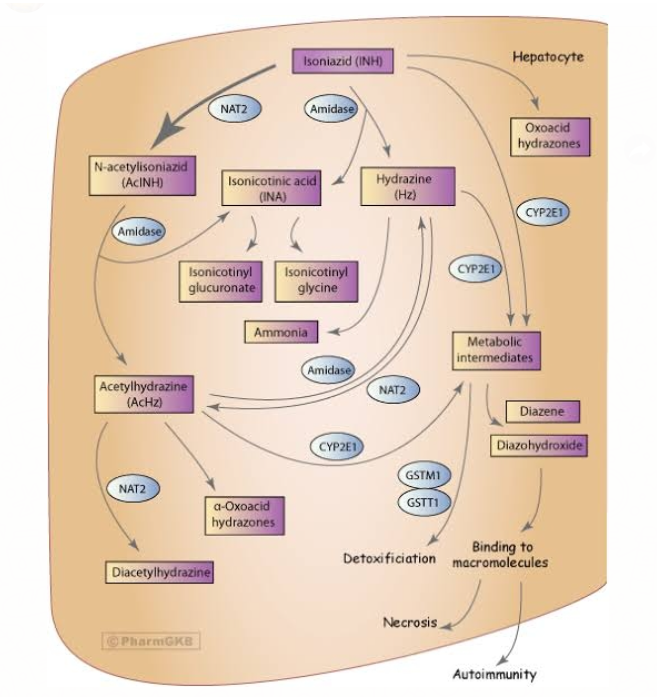 Isoniazid (INH)
Hepatocyte
NAT2
Amidase
Oxoacid
hydrazones
N-acetylisoniazid
(AcINH)
Isonicotinic acid
(INA)
Hydrazine
(Hz)
CYP2E1
Amidase
CYP2E1
Isonicotinyl
glucuronate
Isonicotinyl
glycine
Ammonia
Metabolic
intermediates
Amidase
NAT2
Acetylhydrazine
(AcHz)
Diazene
Diazohydroxide
CYP2E1
GSTM1
GSTT1
NAT2
α-Oxoacid
hydrazones
Detoxificiation
Binding to
macromolecules
Diacetylhydrazine
Necrosis
©PharmGKB
Autoimmunity